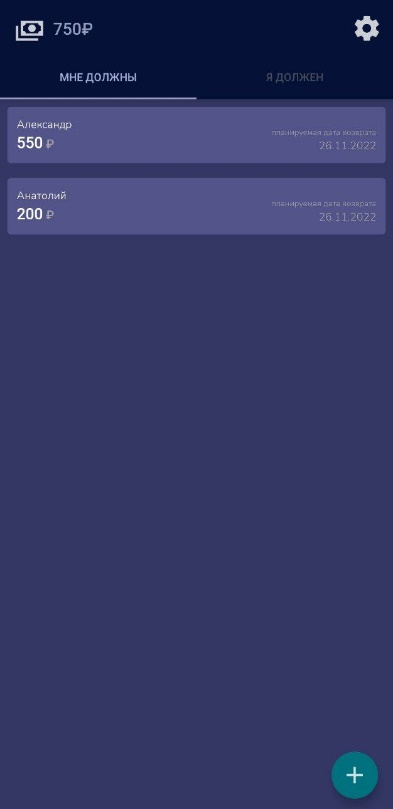 750₽
МНЕ ДОЛЖНЫ
Я ДОЛЖЕН
Александр
планируемая дата возврата
550 ₽
26.11.2022
Анатолий
планируемая дата возврата
200 ₽
26.11.2022